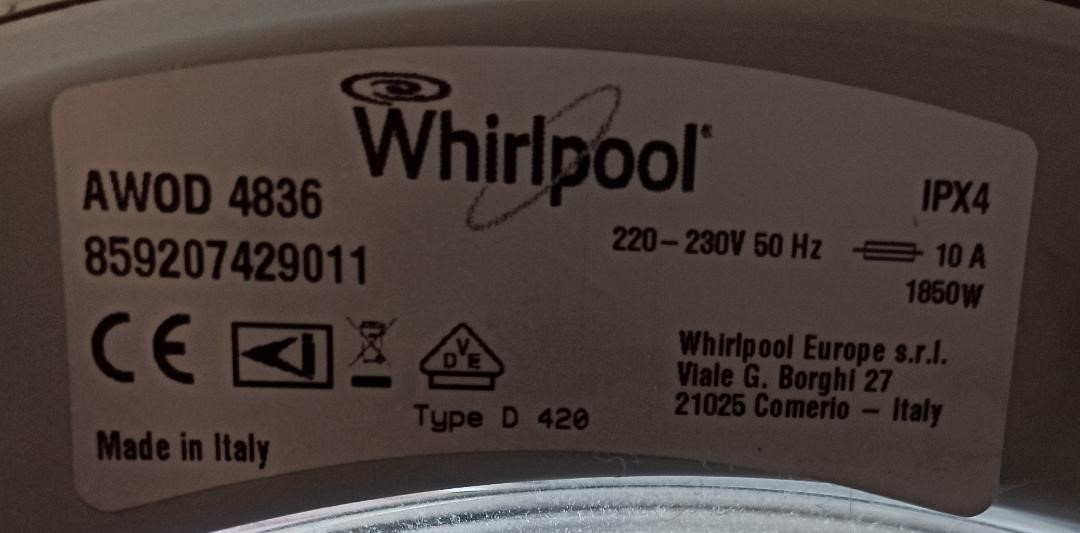 Whirlpool
AWOD 4836
859207429011
IPX4
220-230V 50 Hz 10 A
1850W
CE
DVE
Type D 420
Whirlpool Europe s.r.l.
Viale G. Borghi 27
21025 Comerio - Italy
Made in Italy